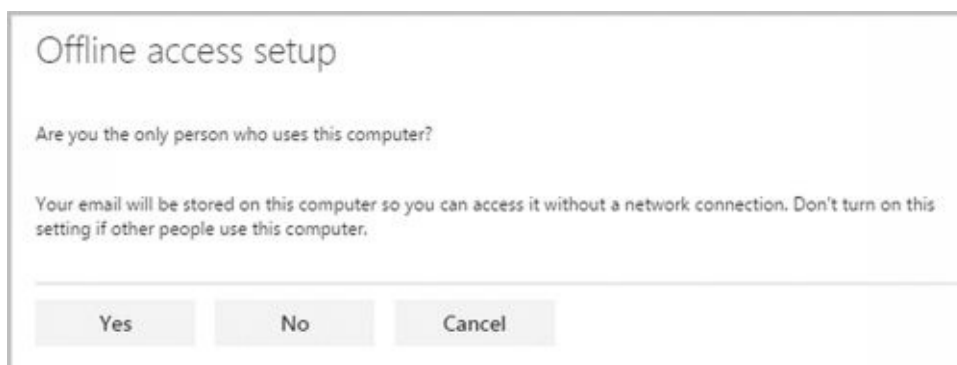 Offline access setup
Are you the only person who uses this computer?
Your email will be stored on this computer so you can access it without a network connection. Don't turn on this
setting if other people use this computer.
Yes No Cancel